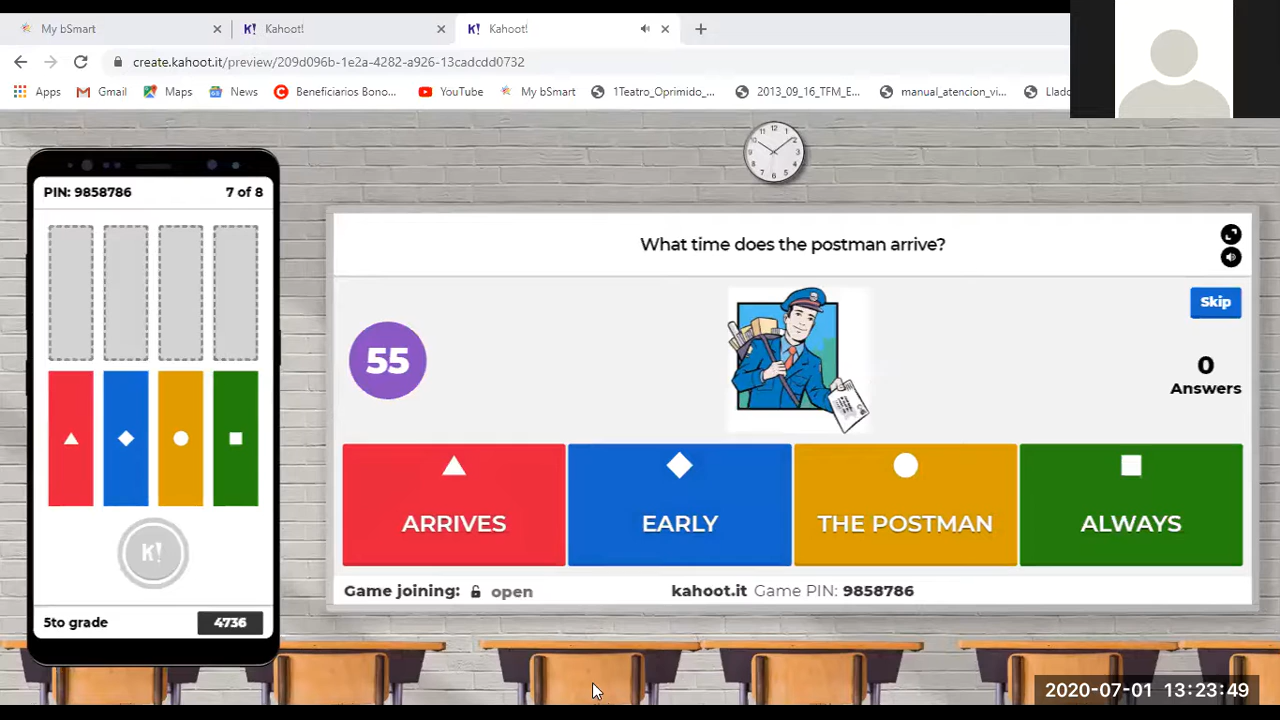 My bSmart
K! Kahoot!
K! Kahoot!
create.kahoot.it/preview/209d096b-1e2a-4282-a926-13cadcdd0732
Apps
Gmail
Maps
News
Beneficiarios Bono...
YouTube
My bSmart
1Teatro_Oprimido_...
2013_09_16_TFM_E...
manual_atencion_vi...
Llad
PIN: 9858786
7 of 8
K!
5to grade
4736
What time does the postman arrive?
Skip
55
0
Answers
ARRIVES
EARLY
THE POSTMAN
ALWAYS
Game joining: open
kahoot.it Game PIN: 9858786
2020-07-01 13:23:49